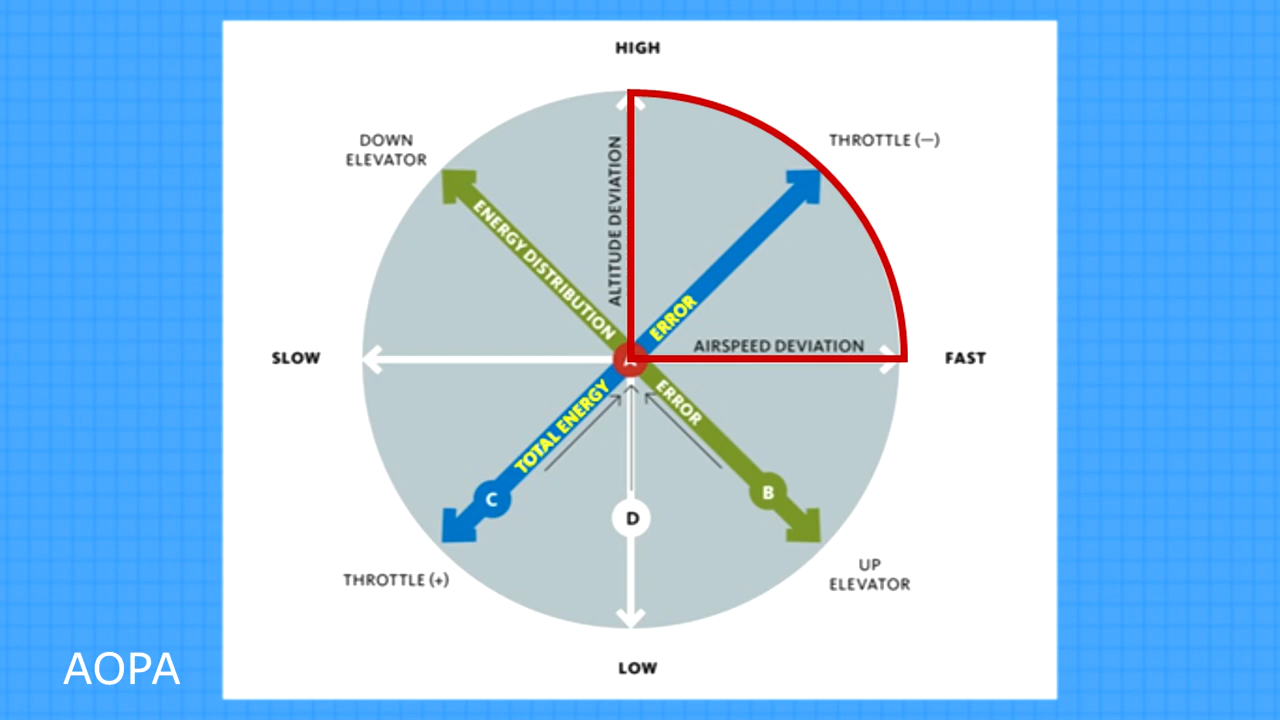 HIGH
DOWN
ELEVATOR
THROTTLE (—)
ALTITUDE DEVIATION
ENERGY DISTRIBUTION
ERROR
AIRSPEED DEVIATION
SLOW
FAST
ERROR
TOTAL ENERGY
C
B
D
THROTTLE (+)
UP
ELEVATOR
LOW
AOPA